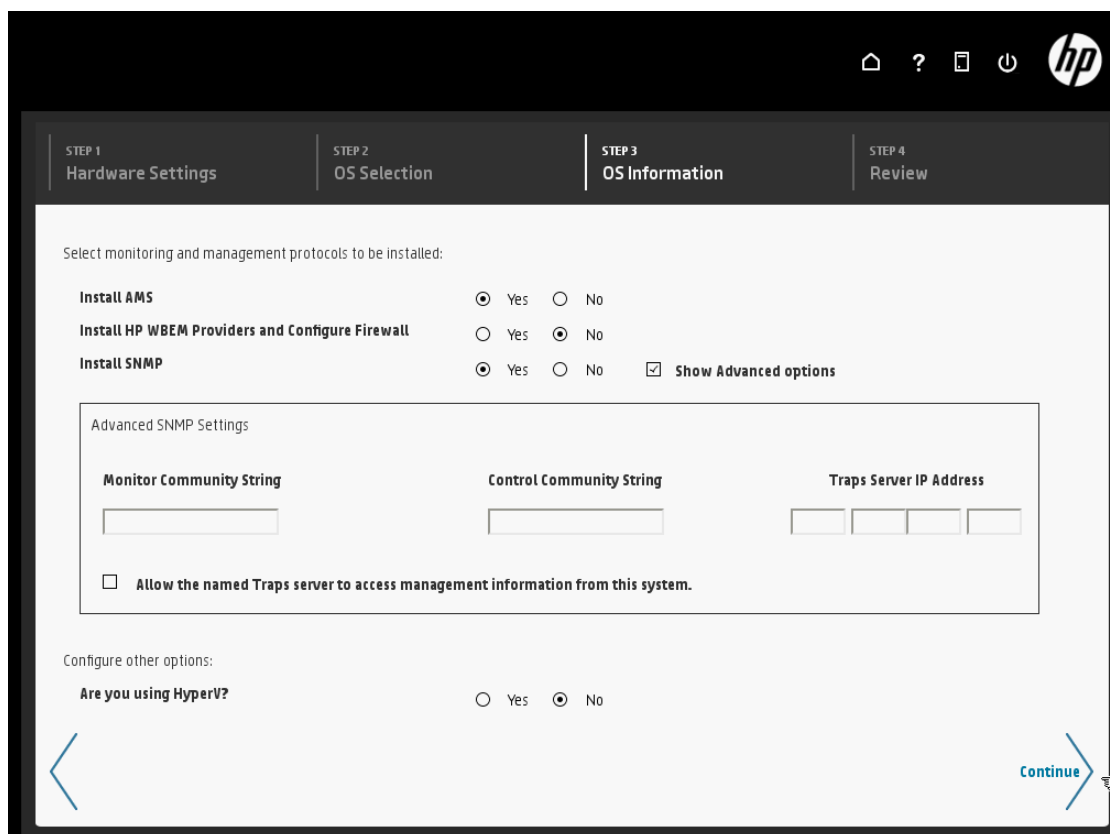 ?
hp
STEP 1
Hardware Settings
STEP 2
OS Selection
STEP 3
OS Information
STEP 4
Review
Select monitoring and management protocols to be installed:
Install AMS Yes No
Install HP WBEM Providers and Configure Firewall Yes No
Install SNMP Yes No Show Advanced options
Advanced SNMP Settings
Monitor Community String Control Community String Traps Server IP Address
Allow the named Traps server to access management information from this system.
Configure other options:
Are you using HyperV? Yes No
Continue